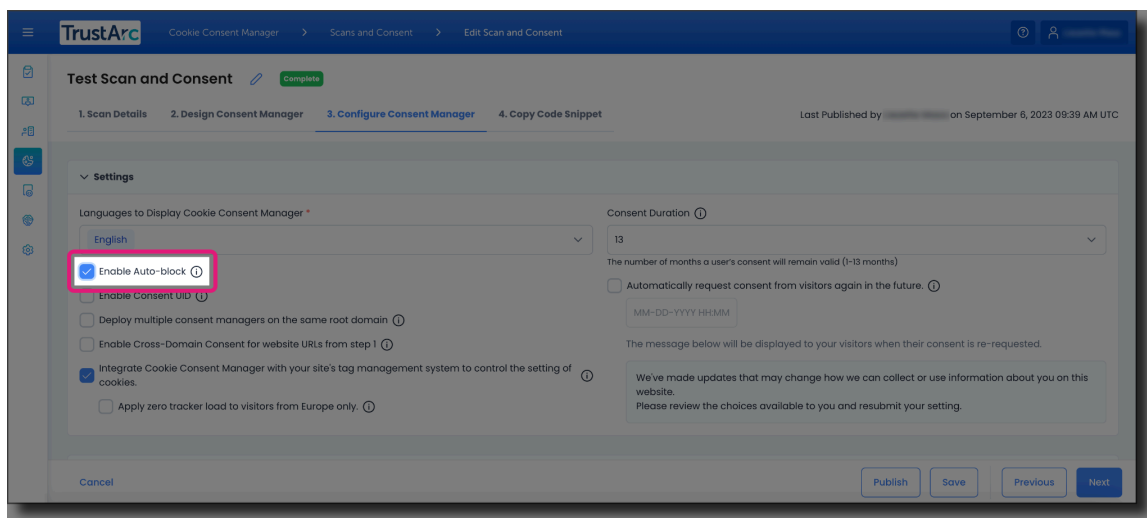 TrustArc
Cookie Consent Manager > Scans and Consent > Edit Scan and Consent
Test Scan and Consent Complete
1. Scan Details 2. Design Consent Manager 3. Configure Consent Manager 4. Copy Code Snippet
Last Published by on September 6, 2023 09:39 AM UTC
Settings
Languages to Display Cookie Consent Manager *
English
Enable Auto-block
Enable Consent UID
Deploy multiple consent managers on the same root domain
Enable Cross-Domain Consent for website URLs from step 1
Integrate Cookie Consent Manager with your site's tag management system to control the setting of
cookies.
Apply zero tracker load to visitors from Europe only.
Consent Duration
13
The number of months a user's consent will remain valid (1-13 months)
Automatically request consent from visitors again in the future.
MM-DD-YYYY HH:MM
The message below will be displayed to your visitors when their consent is re-requested.
We've made updates that may change how we can collect or use information about you on this
website.
Please review the choices available to you and resubmit your setting.
Cancel
Publish Save Previous Next